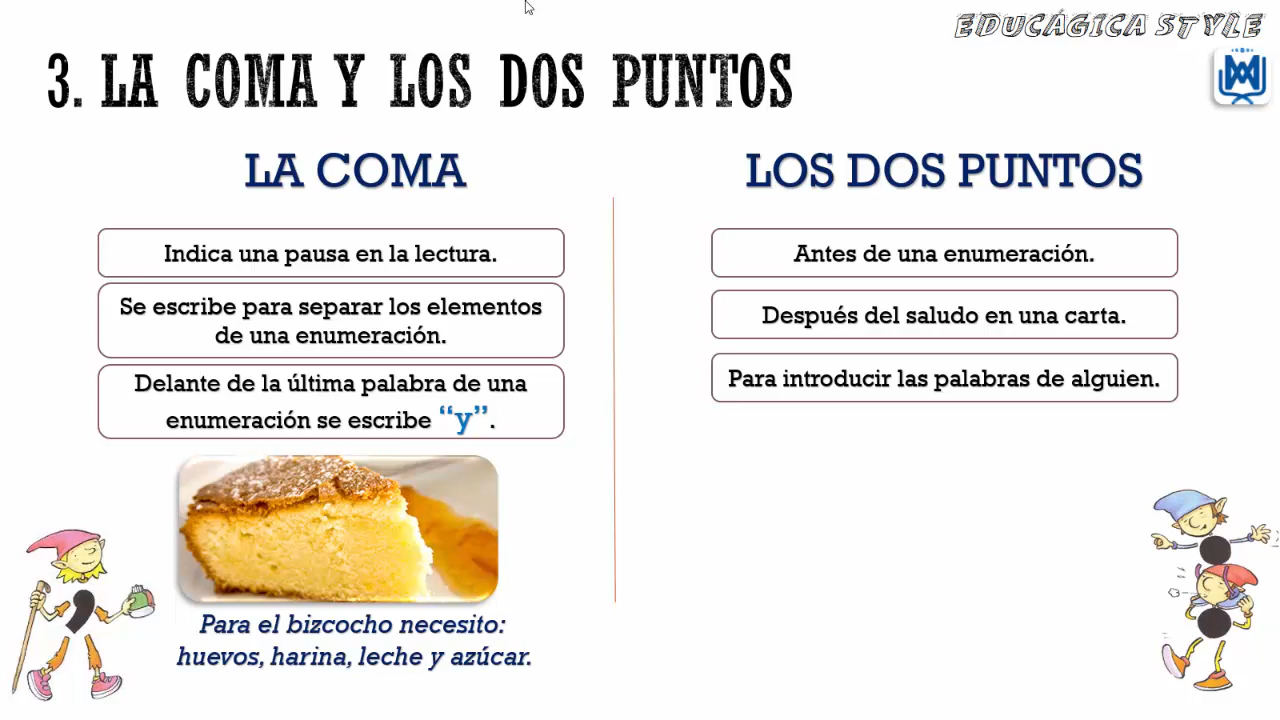 EDUCÁGICA STYLE
3. LA COMA Y LOS DOS PUNTOS
LA COMA
Indica una pausa en la lectura.
Se escribe para separar los elementos
de una enumeración.
Delante de la última palabra de una
enumeración se escribe “y”.
Para el bizcocho necesito:
huevos, harina, leche y azúcar.
LOS DOS PUNTOS
Antes de una enumeración.
Después del saludo en una carta.
Para introducir las palabras de alguien.